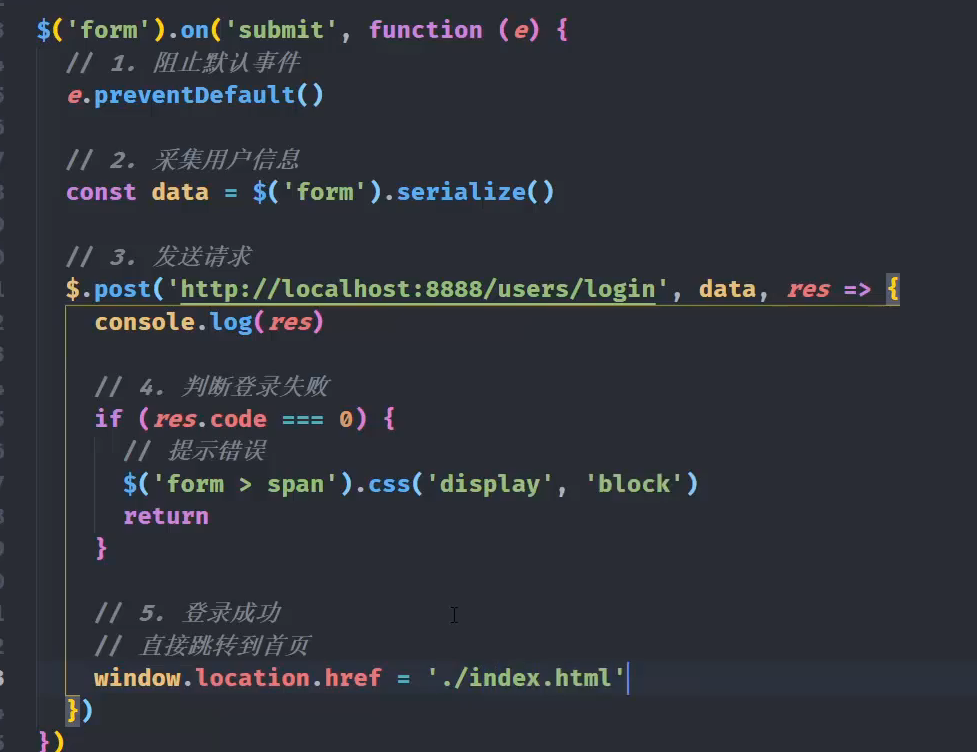 $('form').on('submit', function (e) {
// 1. 阻止默认事件
e.preventDefault()
// 2. 采集用户信息
const data = $('form').serialize()
// 3. 发送请求
$.post('http://localhost:8888/users/login', data, res => {
console.log(res)
// 4. 判断登录失败
if (res.code === 0) {
// 提示错误
$('form > span').css('display', 'block')
return
}
// 5. 登录成功
// 直接跳转到首页
window.location.href = './index.html'
})
})